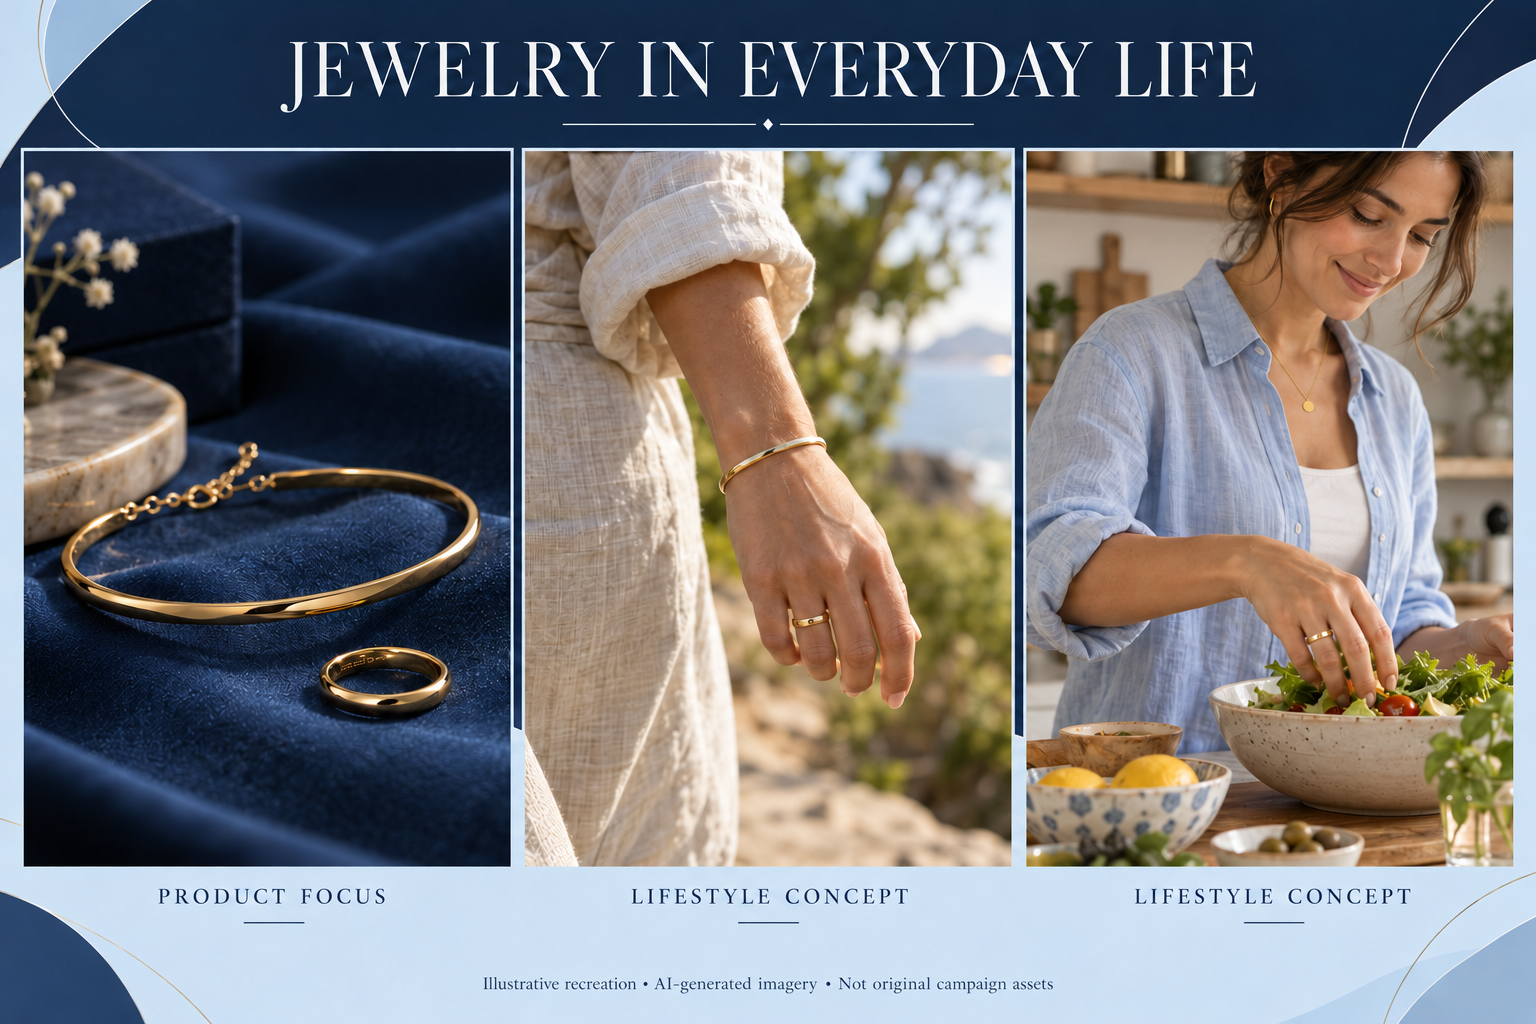 JEWELRY IN EVERYDAY LIFE
PRODUCT FOCUS
LIFESTYLE CONCEPT
LIFESTYLE CONCEPT
Illustrative recreation • AI-generated imagery • Not original campaign assets